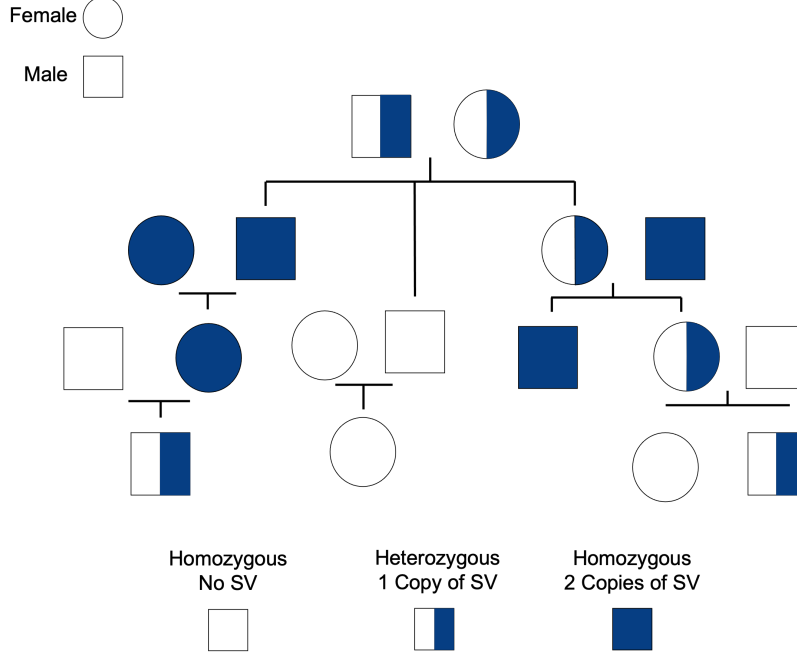 Female
Male
Homozygous
No SV
Heterozygous
1 Copy of SV
Homozygous
2 Copies of SV